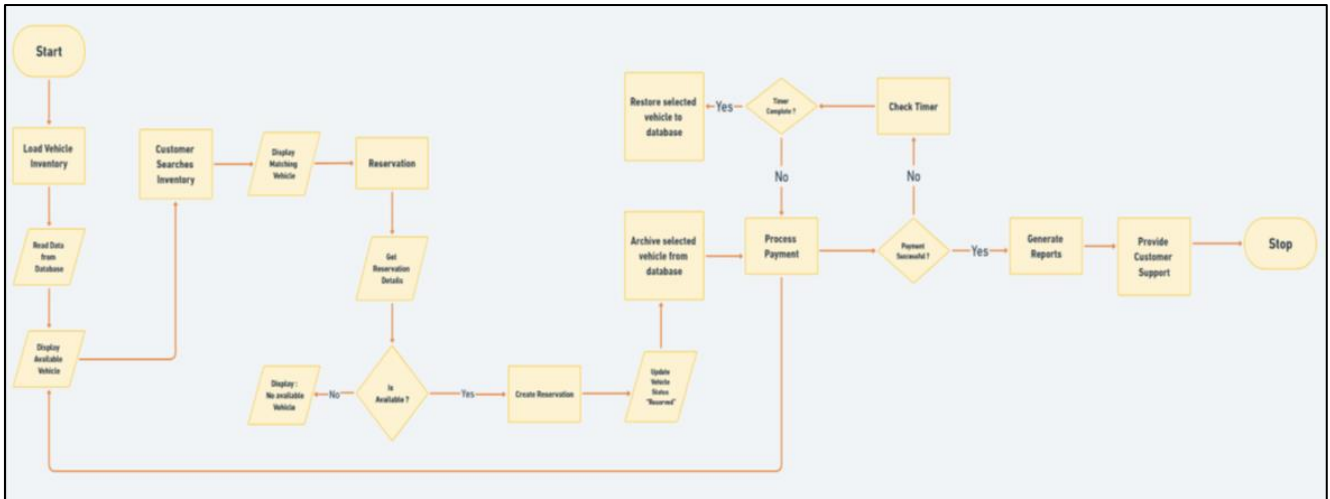 Start
Load Vehicle
Inventory
Read Data
from
Database
Display
Available
Vehicle
Customer
Searches
Inventory
Display
Matching
Vehicle
Reservation
Get
Reservation
Details
Is
Available ?
No
Display :
No available
Vehicle
Yes
Create Reservation
Update
Vehicle
Status
Archive selected
vehicle from
database
Process
Payment
Payment
Successful ?
No
Check Timer
Timer
Complete ?
No
Yes
Restore selected
vehicle to
database
Yes
Generate
Reports
Provide
Customer
Support
Stop